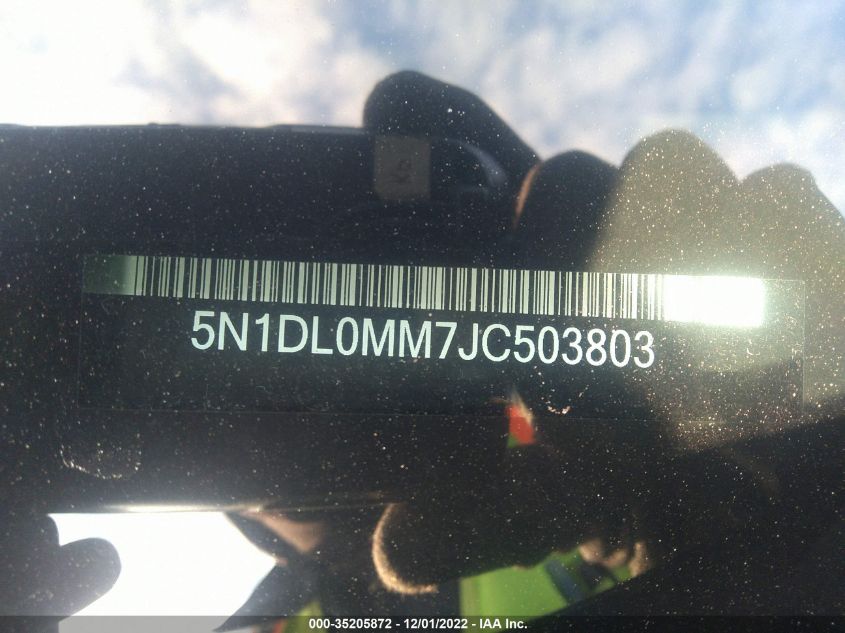 5N1DL0MM7JC503803
000-35205872 - 12/01/2022 - IAA Inc.